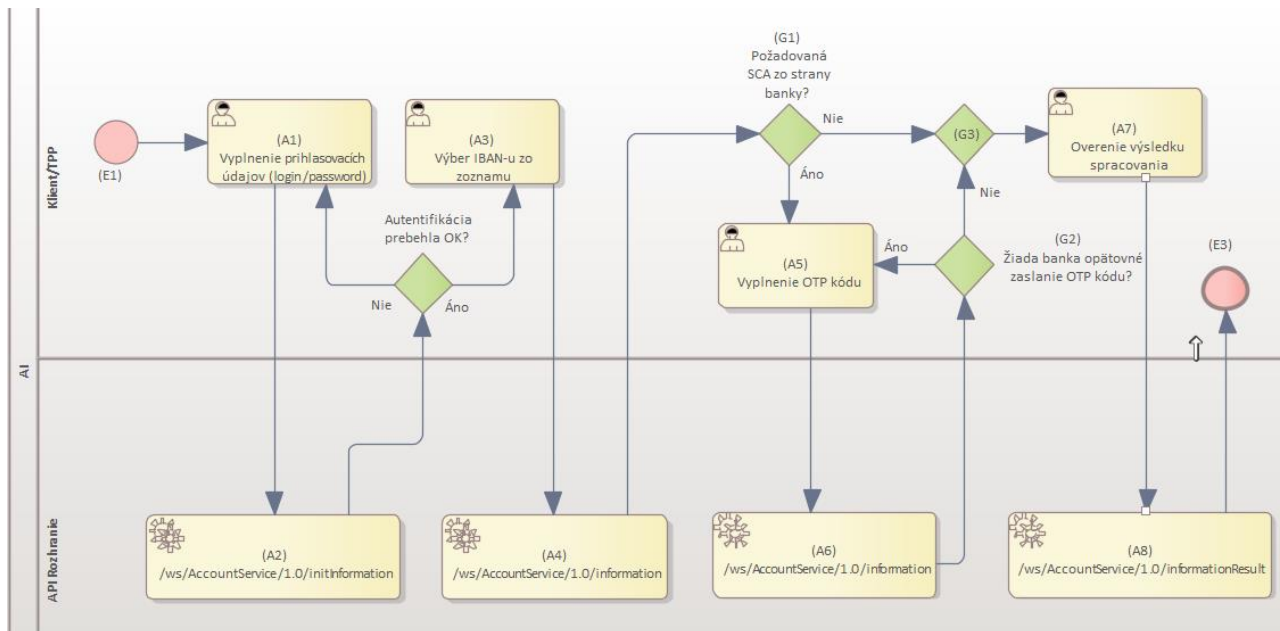 AI
Klient/TPP
API Rozhranie
(E1)
(A1)
Vyplnenie prihlasovacích
údajov (login/password)
(A3)
Výber IBAN-u zo
zoznamu
Autentifikácia
prebehla OK?
Nie
Áno
(G1)
Požadovaná
SCA zo strany
banky?
Nie
Áno
(G3)
Nie
(A7)
Overenie výsledku
spracovania
(A5)
Vyplnenie OTP kódu
Áno
(G2)
Žiada banka opätovné
zaslanie OTP kódu?
(E3)
(A2)
/ws/AccountService/1.0/initInformation
(A4)
/ws/AccountService/1.0/information
(A6)
/ws/AccountService/1.0/information
(A8)
/ws/AccountService/1.0/informationResult